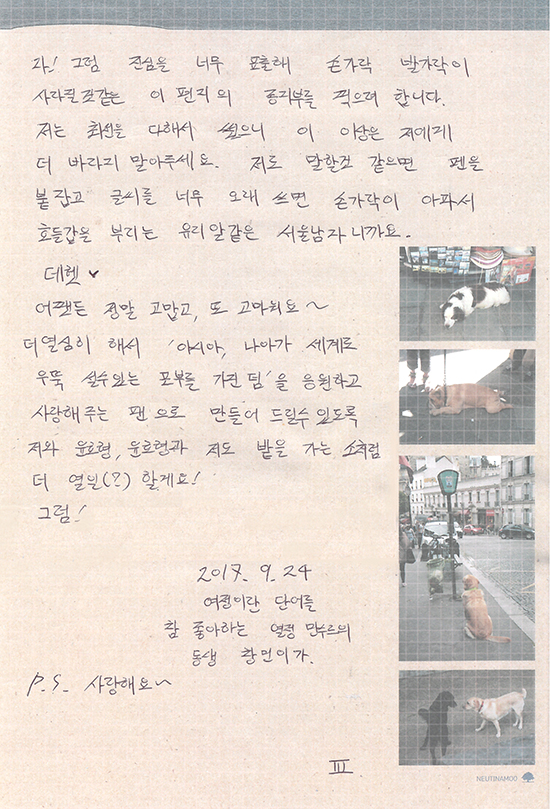 자! 그럼 진심을 너무 표출해 손가락 발가락이
사라질것같은 이 편지의 종지부를 찍으려 합니다.
저는 최선을 다해서 썼으니 이 이상은 저에게
더 바라지 말아주세요. 저도 말할것 같으면 펜을
붙잡고 글씨를 너무 오래 쓰면 손가락이 아파서
호들갑을 부리는 유리알같은 서울남자니까요.
데헷 ♥
어쨌든 정말 고맙고, 또 고마워요~
더열심히 해서 '아시아, 나아가 세계로
우뚝 설수있는 포부를 가진 팀'을 응원하고
사랑해주는 팬으로 만들어 드릴수있도록
저와 윤호형, 윤호형과 저도 밭을 가는 소처럼
더 열일(?) 할게요!
그럼!
2017. 9. 24
여정이란 단어를
참 좋아하는 열정 만수르의
동생 창민이가.
P.S. 사랑해요~
III
NEUTINAMOO